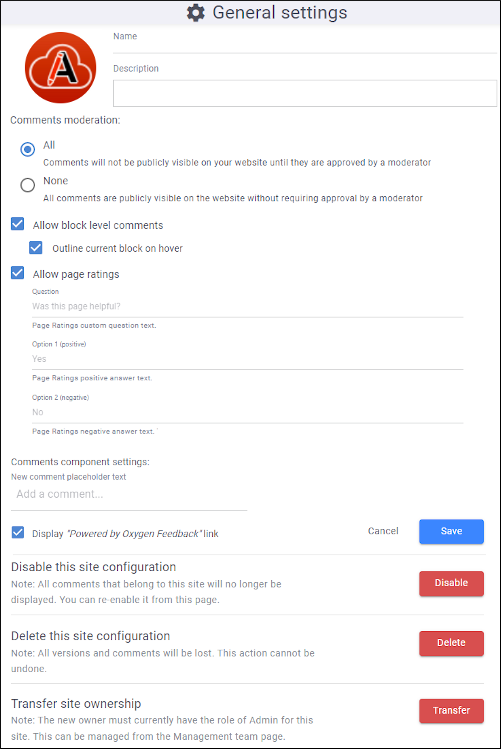 General settings
Name
Description
Comments moderation:
All
Comments will not be publicly visible on your website until they are approved by a moderator
None
All comments are publicly visible on the website without requiring approval by a moderator
Allow block level comments
Outline current block on hover
Allow page ratings
Question
Was this page helpful?
Page Ratings custom question text.
Option 1 (positive)
Yes
Page Ratings positive answer text.
Option 2 (negative)
No
Page Ratings negative answer text.
Comments component settings:
New comment placeholder text
Add a comment...
Display "Powered by Oxygen Feedback" link
Cancel
Save
Disable this site configuration
Note: All comments that belong to this site will no longer be
displayed. You can re-enable it from this page.
Disable
Delete this site configuration
Note: All versions and comments will be lost. This action cannot be
undone.
Delete
Transfer site ownership
Note: The new owner must currently have the role of Admin for this
site. This can be managed from the Management team page.
Transfer